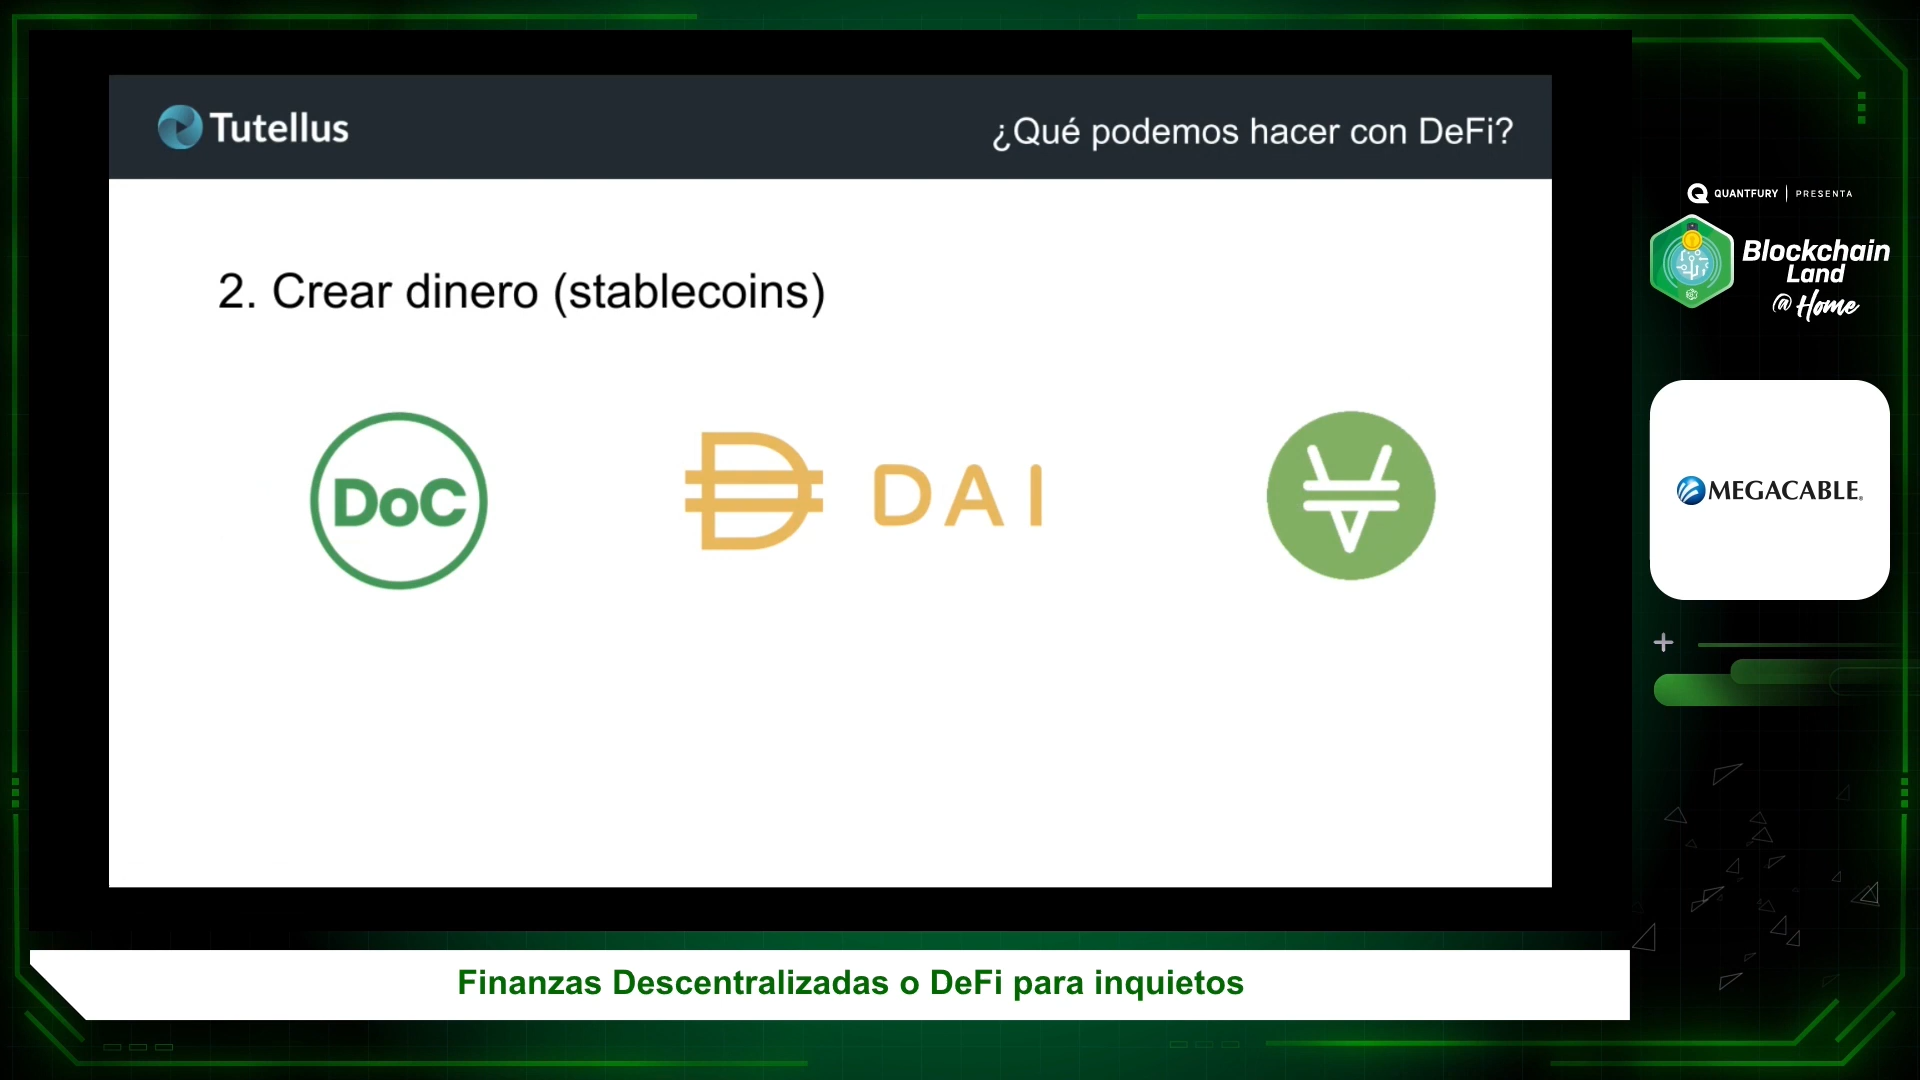 Tutellus
¿Qué podemos hacer con DeFi?
2. Crear dinero (stablecoins)
DoC
DAI
QUANTFURY | PRESENTA
Blockchain
Land
@ Home
MEGACABLE®
Finanzas Descentralizadas o DeFi para inquietos